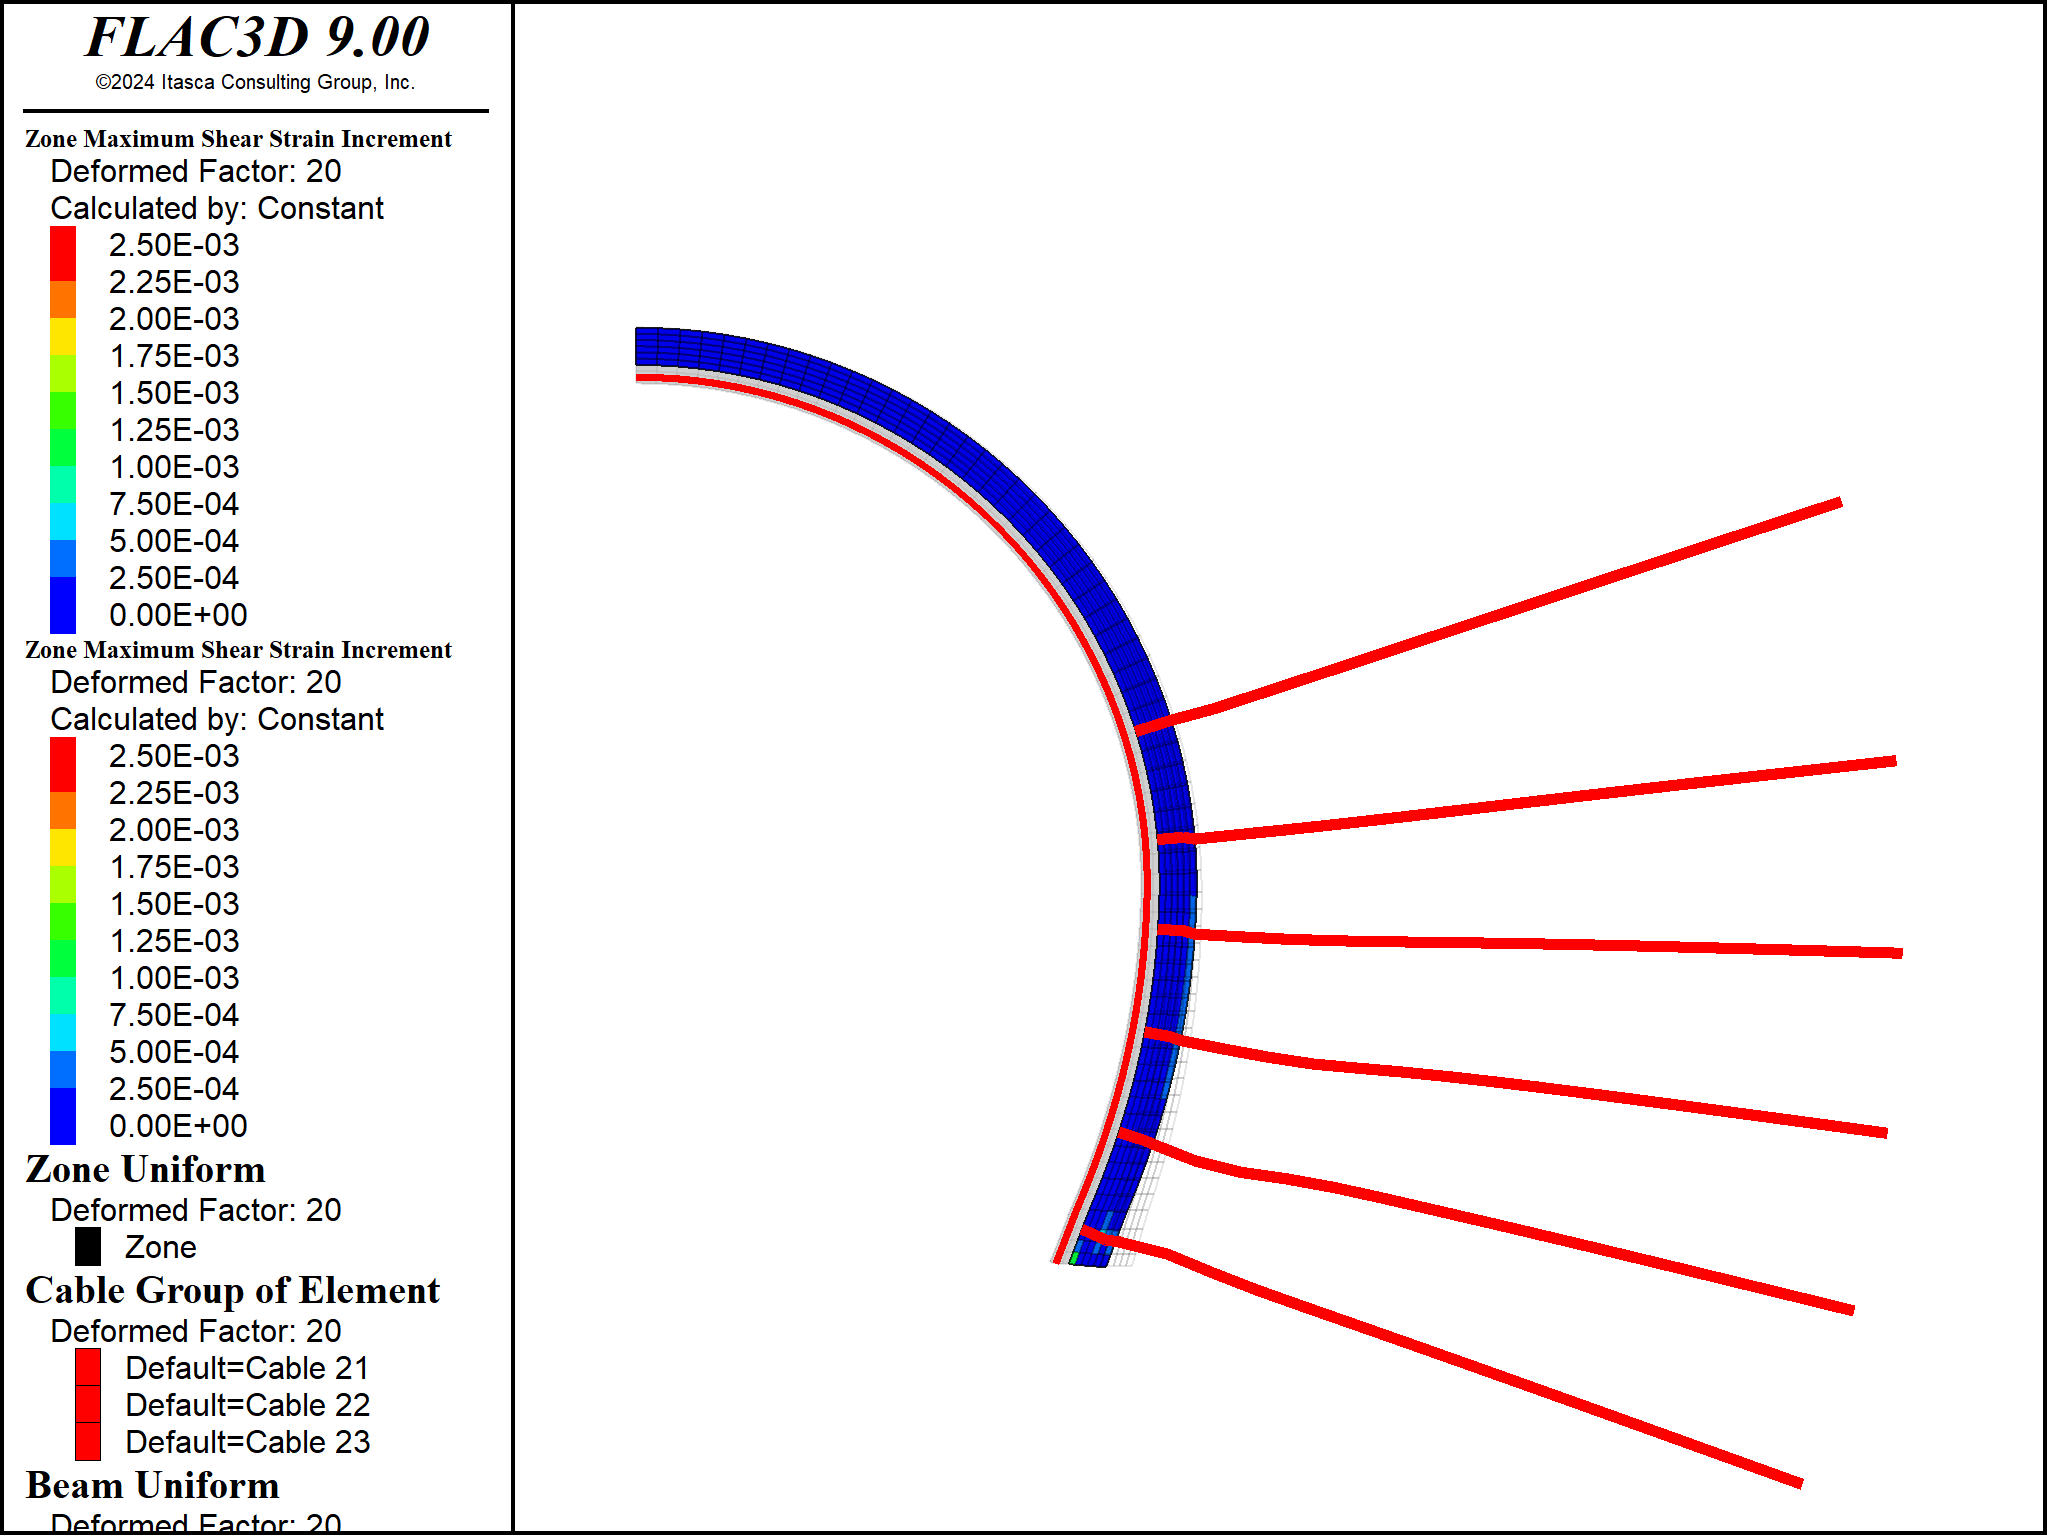 FLAC3D 9.00
©2024 Itasca Consulting Group, Inc.
Zone Maximum Shear Strain Increment
Deformed Factor: 20
Calculated by: Constant
2.50E-03
2.25E-03
2.00E-03
1.75E-03
1.50E-03
1.25E-03
1.00E-03
7.50E-04
5.00E-04
2.50E-04
0.00E+00
Zone Maximum Shear Strain Increment
Deformed Factor: 20
Calculated by: Constant
2.50E-03
2.25E-03
2.00E-03
1.75E-03
1.50E-03
1.25E-03
1.00E-03
7.50E-04
5.00E-04
2.50E-04
0.00E+00
Zone Uniform
Deformed Factor: 20
Zone
Cable Group of Element
Deformed Factor: 20
Default=Cable 21
Default=Cable 22
Default=Cable 23
Beam Uniform
Deformed Factor: 20